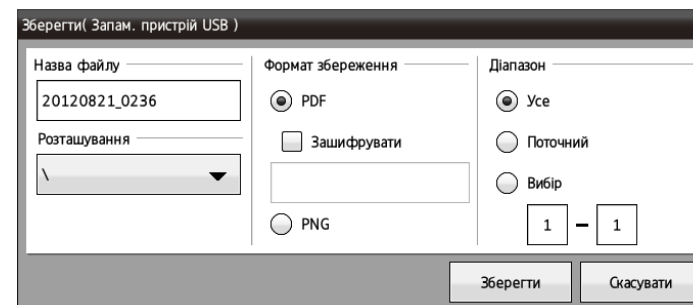 Зберегти( Запам. пристрій USB )
Назва файлу
20120821_0236
Розташування
\
Формат збереження
PDF
Зашифрувати
PNG
Діапазон
Усе
Поточний
Вибір
1 – 1
Зберегти
Скасувати